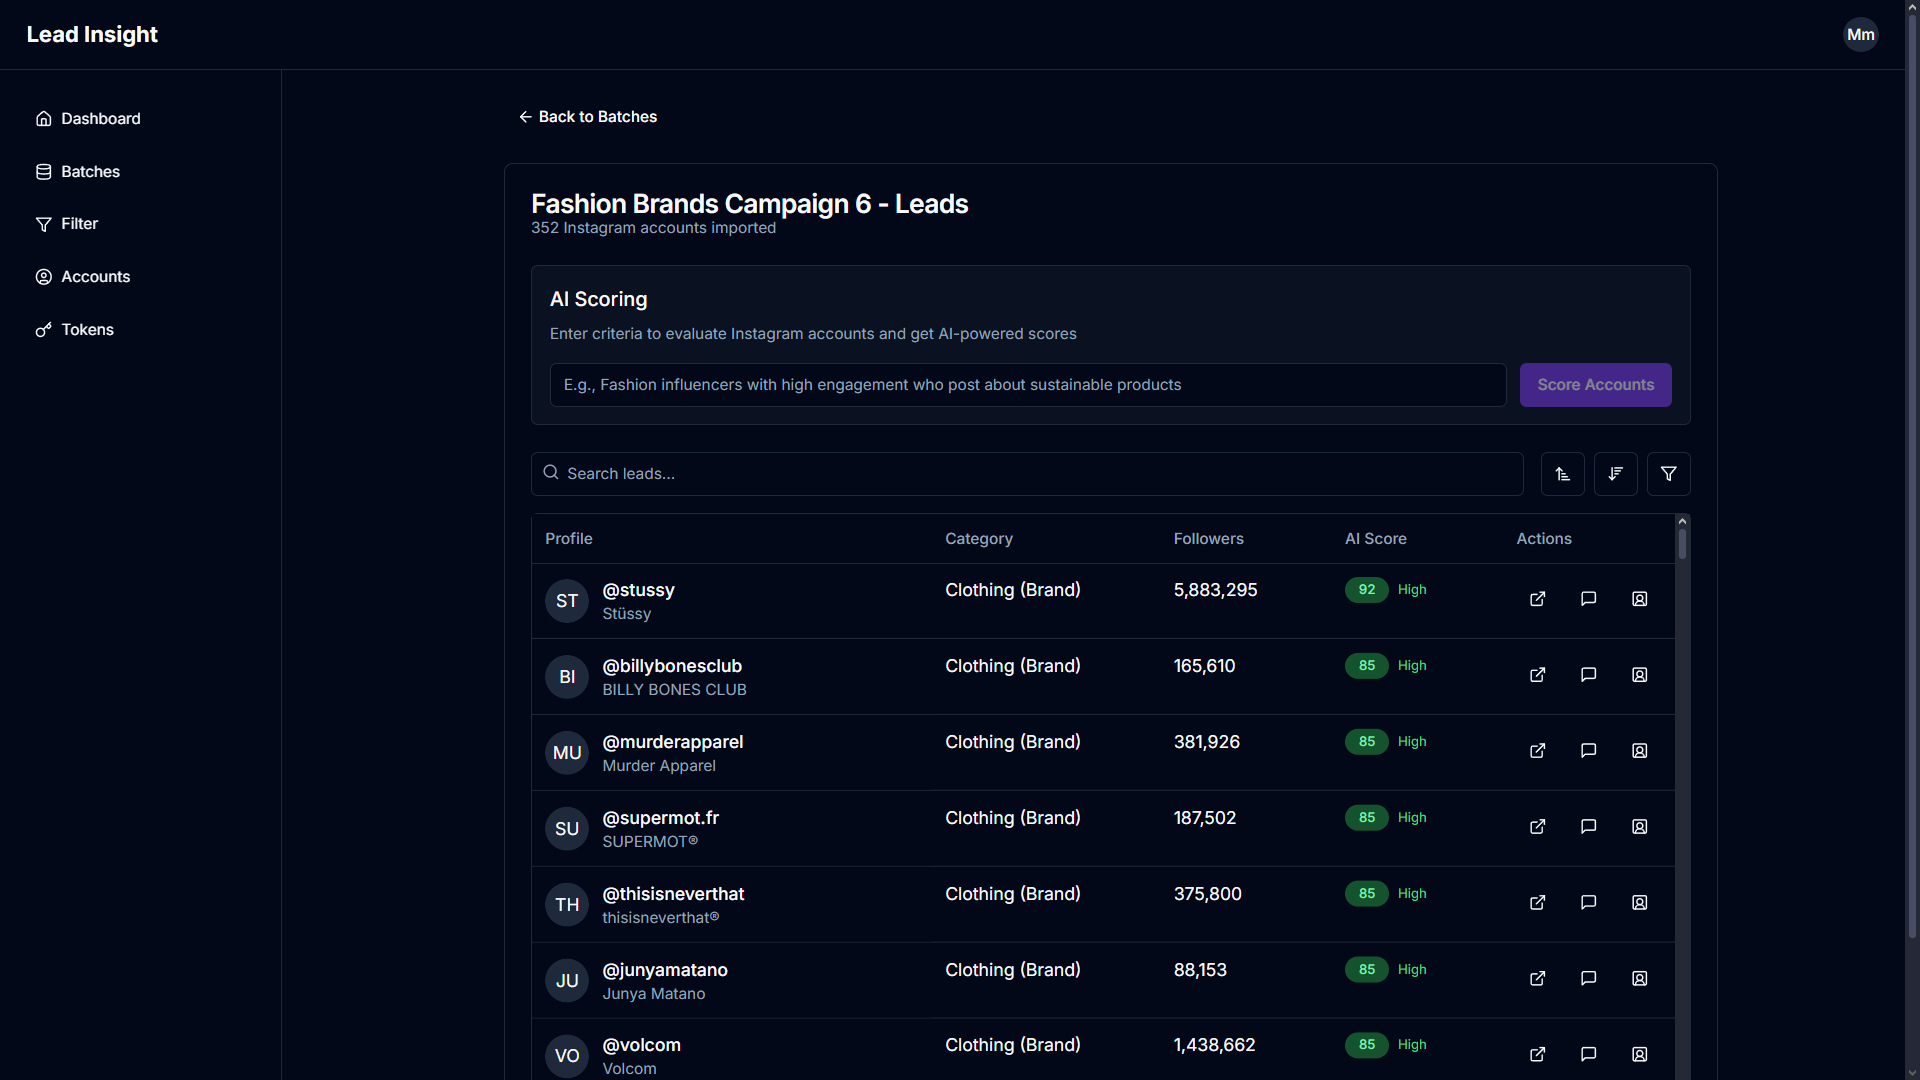 Lead Insight
Mm
Dashboard
Batches
Filter
Accounts
Tokens
Back to Batches
Fashion Brands Campaign 6 - Leads
352 Instagram accounts imported
AI Scoring
Enter criteria to evaluate Instagram accounts and get AI-powered scores
E.g., Fashion influencers with high engagement who post about sustainable products
Score Accounts
Search leads...
Profile Category Followers AI Score Actions
ST @stussy Clothing (Brand) 5,883,295 92 High
Stüssy
BI @billybonesclub Clothing (Brand) 165,610 85 High
BILLY BONES CLUB
MU @murderapparel Clothing (Brand) 381,926 85 High
Murder Apparel
SU @supermot.fr Clothing (Brand) 187,502 85 High
SUPERMOT®
TH @thisisneverthat Clothing (Brand) 375,800 85 High
thisisneverthat®
JU @junyamatano Clothing (Brand) 88,153 85 High
Junya Matano
VO @volcom Clothing (Brand) 1,438,662 85 High
Volcom